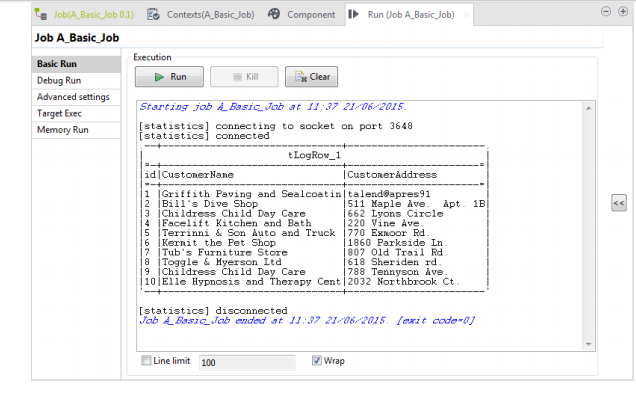 Job(A_Basic_Job 0.1) Contexts(A_Basic_Job) Component Run (Job A_Basic_Job)
Job A_Basic_Job
Basic Run
Debug Run
Advanced settings
Target Exec
Memory Run
Execution
Run Kill Clear
Starting job A_Basic_Job at 11:37 21/06/2015.
[statistics] connecting to socket on port 3648
[statistics] connected
.--+------------------------------+-----------------------.
| tLogRow_1 |
|=-+------------------------------+----------------------=|
|id|CustomerName |CustomerAddress |
|=-+------------------------------+----------------------=|
|1 |Griffith Paving and Sealcoatin|talend@apres91 |
|2 |Bill's Dive Shop |511 Maple Ave. Apt. 1B|
|3 |Childress Child Day Care |662 Lyons Circle |
|4 |Facelift Kitchen and Bath |220 Vine Ave. |
|5 |Terrinni & Son Auto and Truck |770 Exmoor Rd. |
|6 |Kermit the Pet Shop |1860 Parkside Ln. |
|7 |Tub's Furniture Store |807 Old Trail Rd. |
|8 |Toggle & Myerson Ltd |618 Sheriden rd. |
|9 |Childress Child Day Care |788 Tennyson Ave. |
|10|Elle Hypnosis and Therapy Cent|2032 Northbrook Ct. |
'--+------------------------------+-----------------------'
[statistics] disconnected
Job A_Basic_Job ended at 11:37 21/06/2015. [exit code=0]
Line limit 100 Wrap
<<